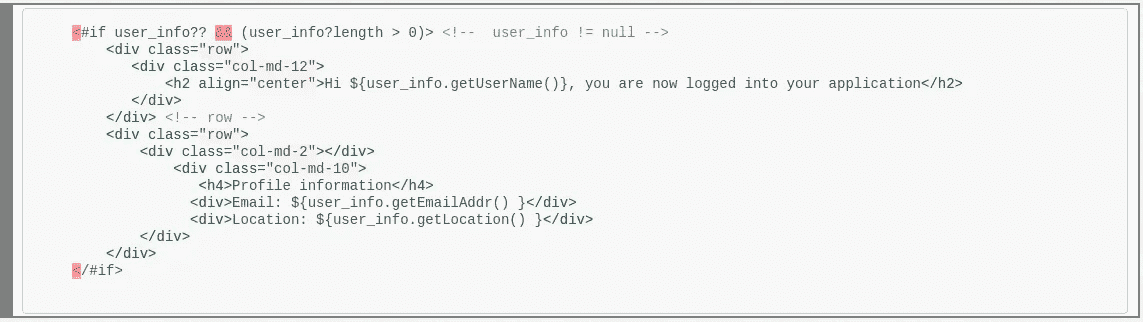 <#if user_info?? && (user_info?length > 0)> <!--  user_info != null -->
<div class="row">
<div class="col-md-12">
<h2 align="center">Hi ${user_info.getUserName()}, you are now logged into your application</h2>
</div>
</div> <!-- row -->
<div class="row">
<div class="col-md-2"></div>
<div class="col-md-10">
<h4>Profile information</h4>
<div>Email: ${user_info.getEmailAddr() }</div>
<div>Location: ${user_info.getLocation() }</div>
</div>
</div>
</#if>